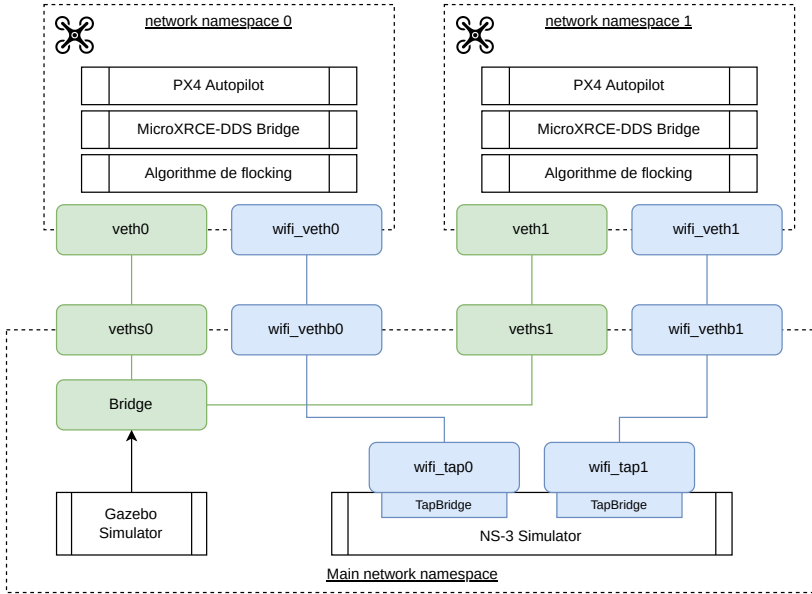 network namespace 0
network namespace 1
PX4 Autopilot
PX4 Autopilot
MicroXRCE-DDS Bridge
MicroXRCE-DDS Bridge
Algorithme de flocking
Algorithme de flocking
veth0
wifi_veth0
veth1
wifi_veth1
veths0
wifi_vethb0
veths1
wifi_vethb1
Bridge
wifi_tap0
wifi_tap1
TapBridge
TapBridge
Gazebo
Simulator
NS-3 Simulator
Main network namespace